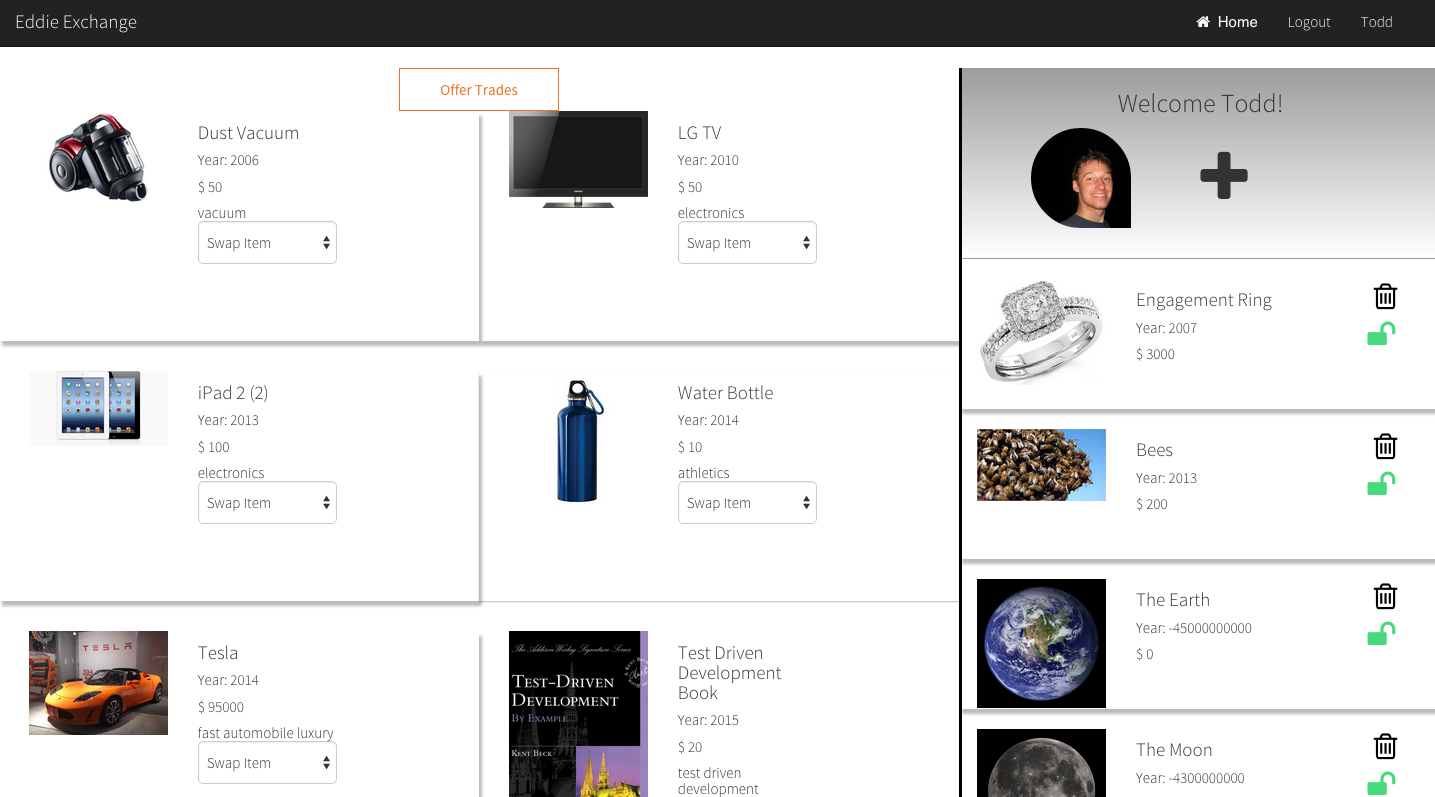 Eddie Exchange
Home
Logout
Todd
Offer Trades
Dust Vacuum
Year: 2006
$ 50
vacuum
Swap Item
LG TV
Year: 2010
$ 50
electronics
Swap Item
iPad 2 (2)
Year: 2013
$ 100
electronics
Swap Item
Water Bottle
Year: 2014
$ 10
athletics
Swap Item
TESLA
Tesla
Year: 2014
$ 95000
fast automobile luxury
Swap Item
The Addison Wesley Signature Series
TEST-DRIVEN
DEVELOPMENT
BY EXAMPLE
KENT BECK
Test Driven
Development
Book
Year: 2015
$ 20
test driven
development
Welcome Todd!
Engagement Ring
Year: 2007
$ 3000
Bees
Year: 2013
$ 200
The Earth
Year: -45000000000
$ 0
The Moon
Year: -4300000000